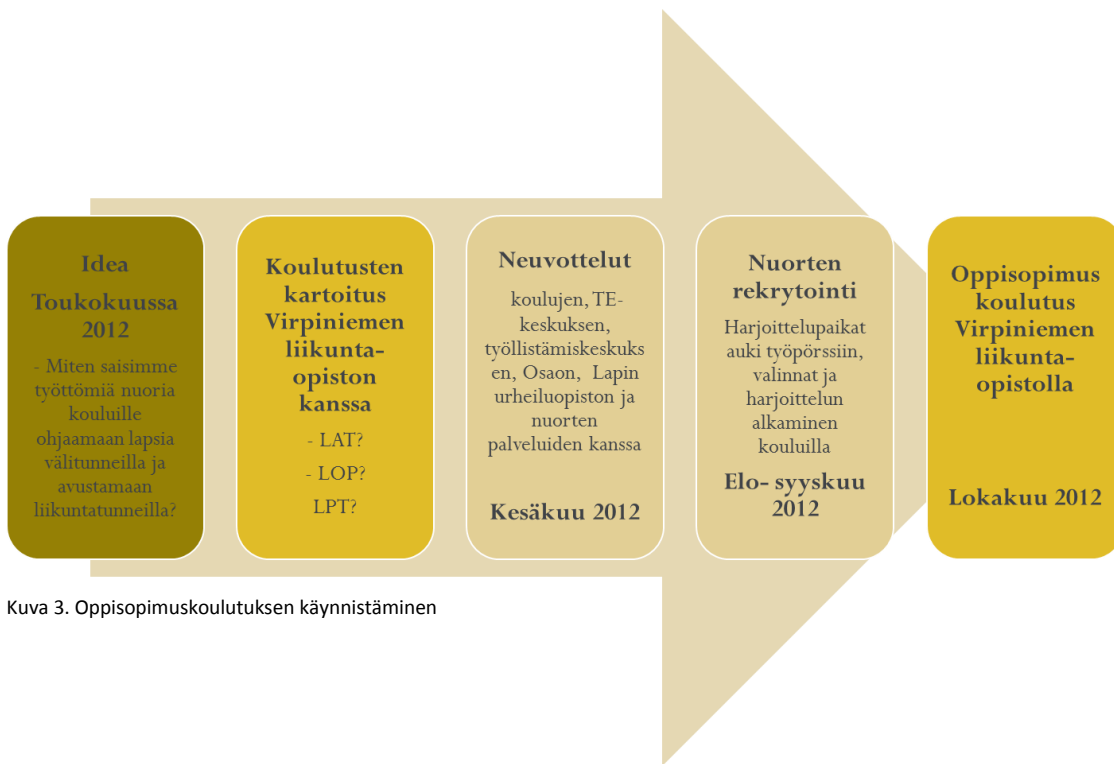 Idea
Toukokuussa
2012
- Miten saisimme
työttömiä nuoria
kouluille
ohjaamaan lapsia
välitunneilla ja
avustamaan
liikuntatunneilla?
Koulutusten
kartoitus
Virpiniemen
liikunta-
opiston
kanssa
- LAT?
- LOP?
LPT?
Neuvottelut
koulujen, TE-
keskuksen,
työllistämiskeskuks
en, Osaon, Lapin
urheiluopiston ja
nuorten
palveluiden kanssa
Kesäkuu 2012
Nuorten
rekrytointi
Harjoittelupaikat
auki työpörssiin,
valinnat ja
harjoittelun
alkaminen
kouluilla
Elo- syyskuu
2012
Oppisopimus
koulutus
Virpiniemen
liikunta-
opistolla
Lokakuu 2012
Kuva 3. Oppisopimuskoulutuksen käynnistäminen